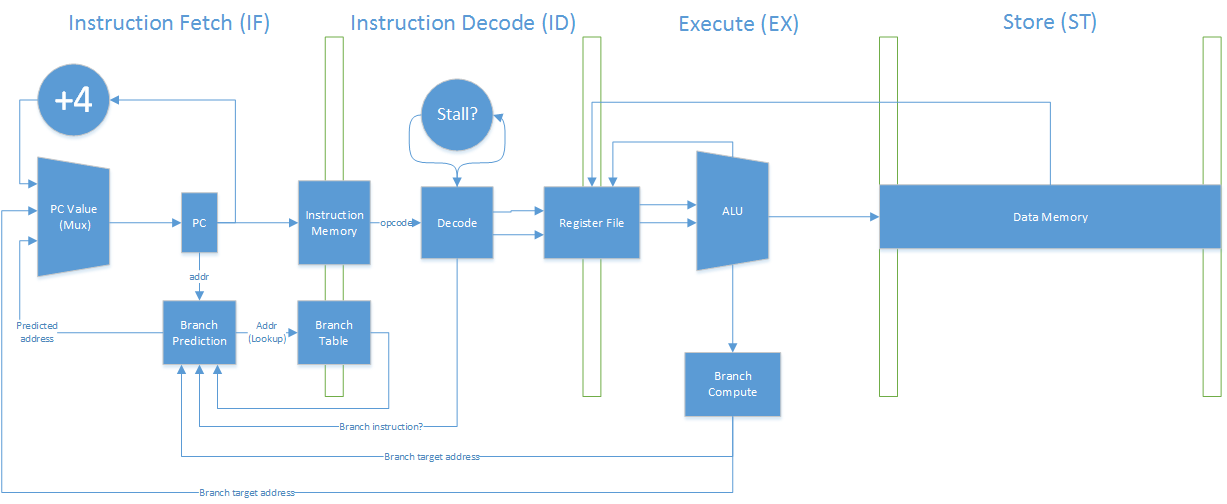 Instruction Fetch (IF)
Instruction Decode (ID)
Execute (EX)
Store (ST)
+4
Stall?
PC Value
(Mux)
PC
Instruction
Memory
opcode
Decode
Register File
ALU
Data Memory
addr
Predicted
address
Branch
Prediction
Addr
(Lookup)
Branch
Table
Branch
Compute
Branch instruction?
Branch target address
Branch target address